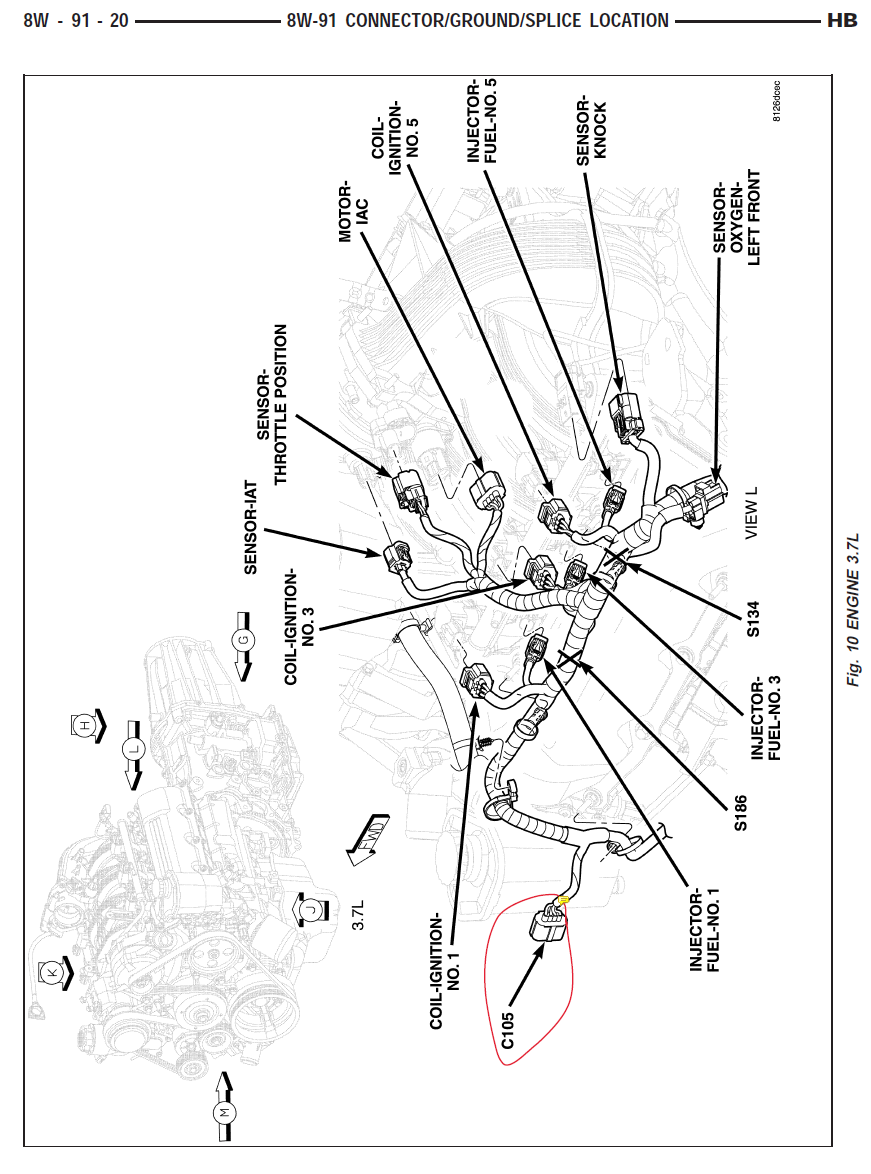 8W - 91 - 20
8W-91 CONNECTOR/GROUND/SPLICE LOCATION
HB
8126dcec
COIL-
IGNITION-
NO. 5
INJECTOR-
FUEL-NO. 5
SENSOR-
KNOCK
MOTOR-
IAC
SENSOR-
OXYGEN-
LEFT FRONT
SENSOR-
THROTTLE POSITION
SENSOR-IAT
VIEW L
COIL-IGNITION-
NO. 3
S134
INJECTOR-
FUEL-NO. 3
S186
G
H
L
FWD
J
3.7L
K
M
COIL-IGNITION-
NO. 1
INJECTOR-
FUEL-NO. 1
C105
Fig. 10 ENGINE 3.7L